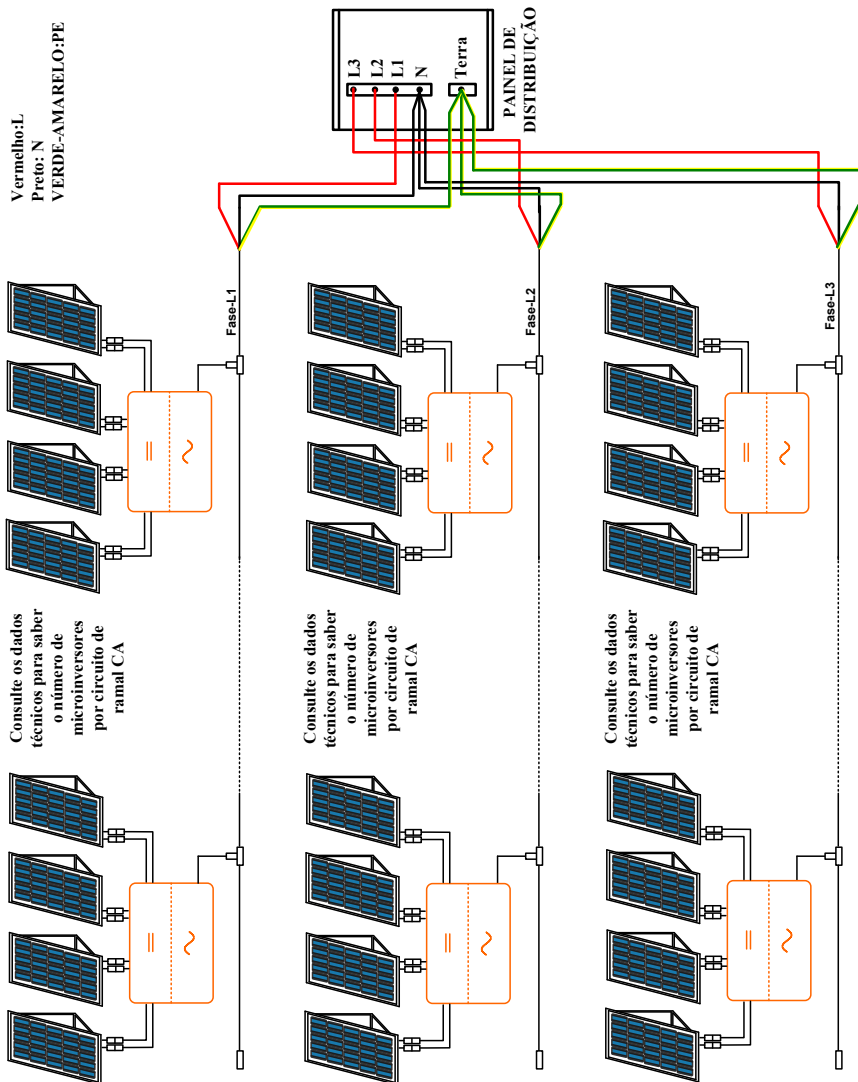 Vermelho:L
Preto: N
VERDE-AMARELO:PE
L3
L2
L1
N
Terra
PAINEL DE
DISTRIBUIÇÃO
Fase-L1
Fase-L2
Fase-L3
Consulte os dados
técnicos para saber
o número de
microinversores
por circuito de
ramal CA
Consulte os dados
técnicos para saber
o número de
microinversores
por circuito de
ramal CA
Consulte os dados
técnicos para saber
o número de
microinversores
por circuito de
ramal CA